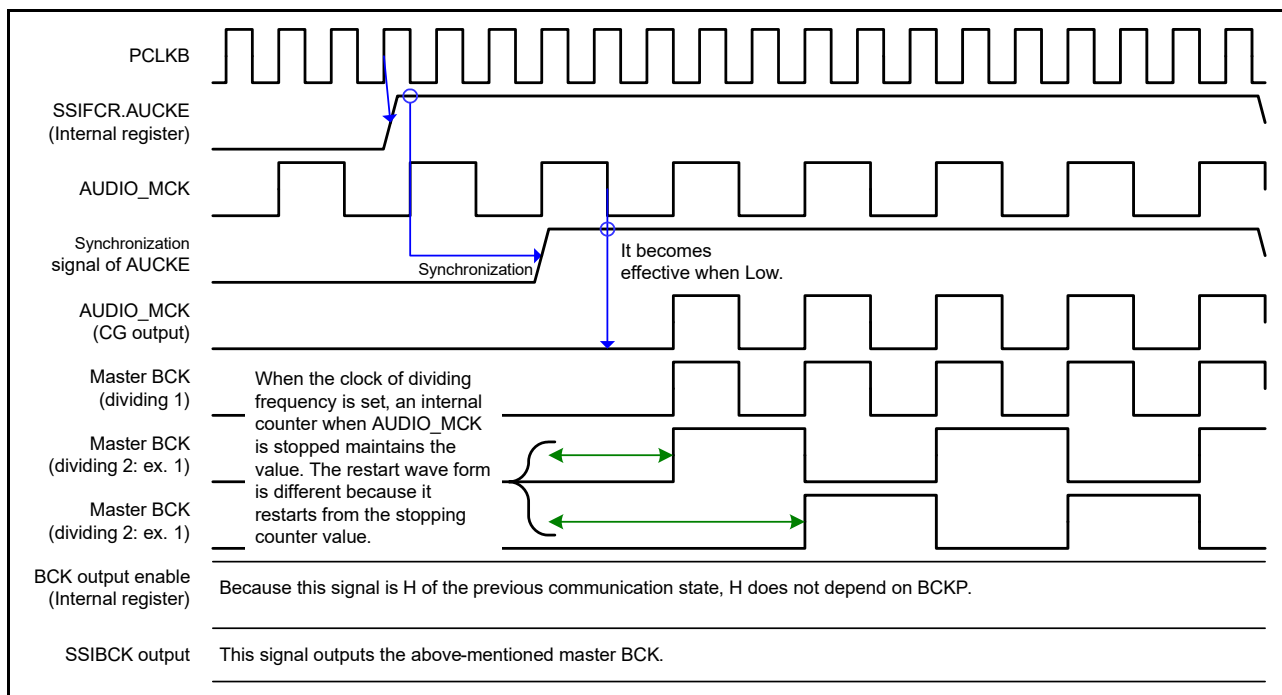 PCLKB
SSIFCR.AUCKE
(Internal register)
AUDIO_MCK
Synchronization
signal of AUCKE
Synchronization
It becomes
effective when Low.
AUDIO_MCK
(CG output)
Master BCK
(dividing 1)
Master BCK
(dividing 2: ex. 1)
Master BCK
(dividing 2: ex. 1)
When the clock of dividing
frequency is set, an internal
counter when AUDIO_MCK
is stopped maintains the
value. The restart wave form
is different because it
restarts from the stopping
counter value.
BCK output enable
(Internal register)
Because this signal is H of the previous communication state, H does not depend on BCKP.
SSIBCK output
This signal outputs the above-mentioned master BCK.